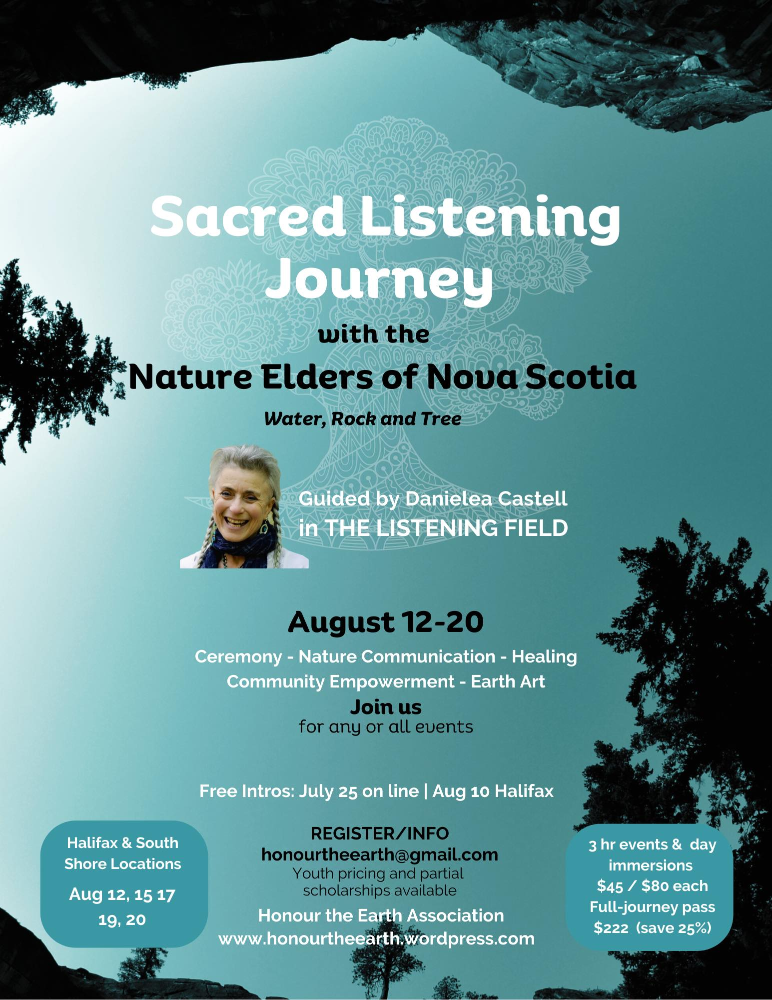 Sacred Listening
Journey
with the
Nature Elders of Nova Scotia
Water, Rock and Tree
Guided by Danielea Castell
in THE LISTENING FIELD
August 12-20
Ceremony - Nature Communication - Healing
Community Empowerment - Earth Art
Join us
for any or all events
Free Intros: July 25 on line | Aug 10 Halifax
Halifax & South
Shore Locations
Aug 12, 15 17
19, 20
REGISTER/INFO
honourtheearth@gmail.com
Youth pricing and partial
scholarships available
Honour the Earth Association
www.honourtheearth.wordpress.com
3 hr events & day
immersions
$45 / $80 each
Full-journey pass
$222 (save 25%)